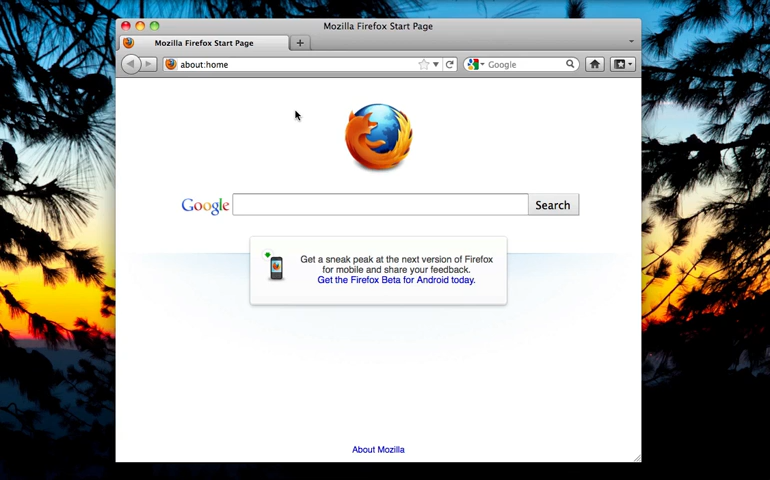 Mozilla Firefox Start Page
Mozilla Firefox Start Page
about:home
Google
Google
Search
Get a sneak peak at the next version of Firefox
for mobile and share your feedback.
Get the Firefox Beta for Android today.
About Mozilla